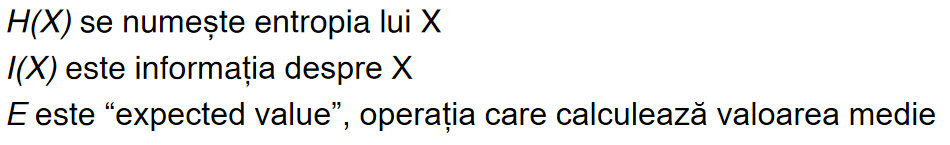 H(X) se numește entropia lui X
I(X) este informația despre X
E este “expected value”, operația care calculează valoarea medie